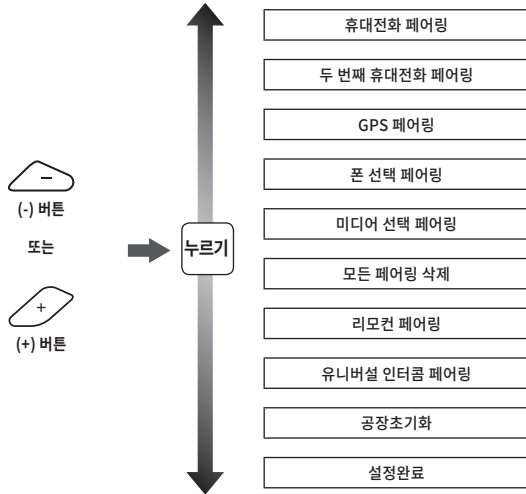 휴대전화 페어링
두 번째 휴대전화 페어링
GPS 페어링
폰 선택 페어링
미디어 선택 페어링
모든 페어링 삭제
리모컨 페어링
유니버설 인터콤 페어링
공장초기화
설정완료
−
(-) 버튼
또는
+
(+) 버튼
누르기